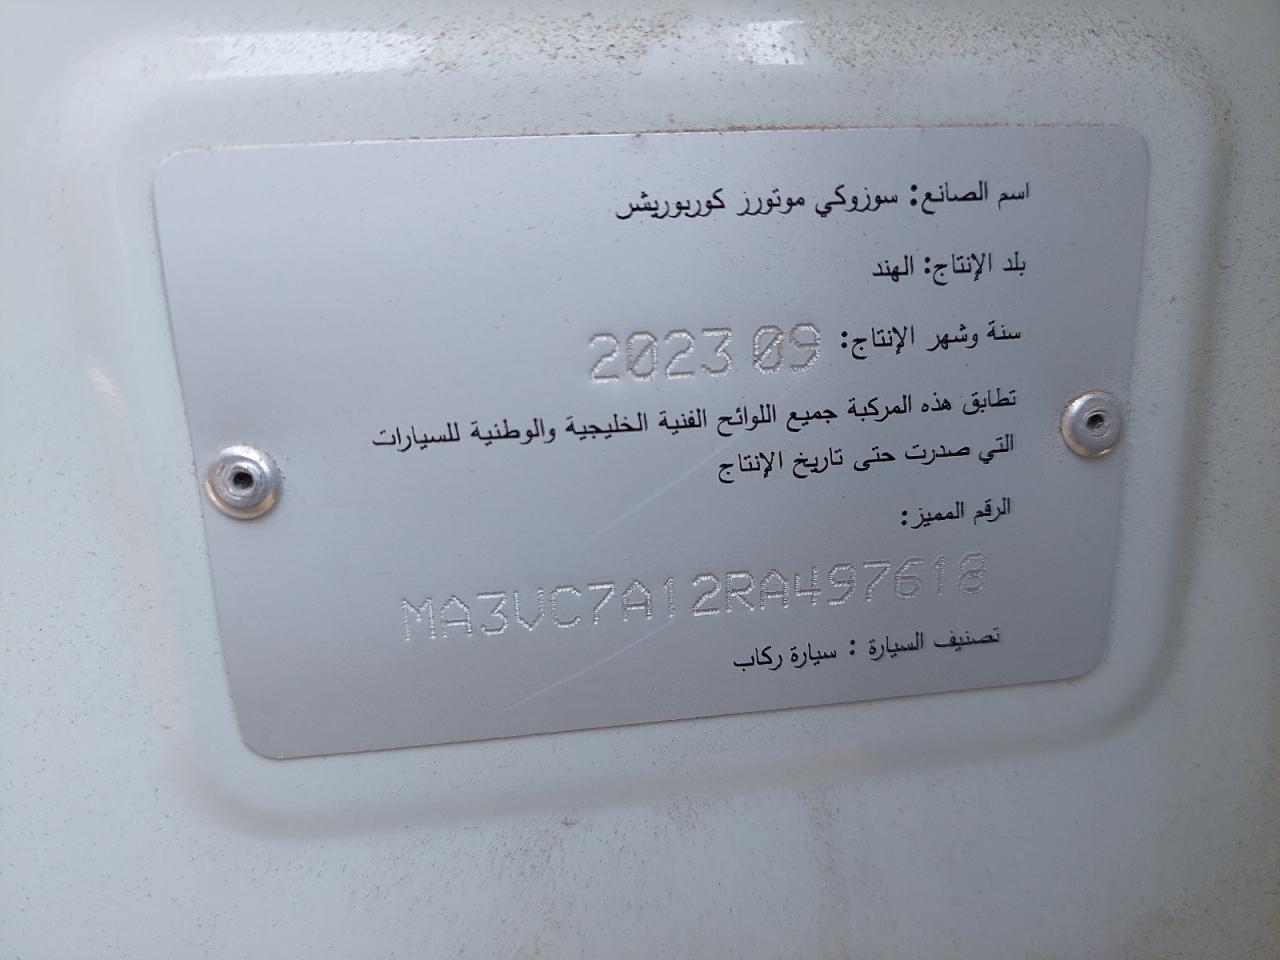 اسم الصانع: سوزوكي موتورز كوربوريشن
بلد الإنتاج: الهند
سنة وشهر الإنتاج: 2023 09
تطابق هذه المركبة جميع اللوائح الفنية الخليجية والوطنية للسيارات
التي صدرت حتى تاريخ الإنتاج
الرقم المميز:
MA3VC7A12RA497618
تصنيف السيارة : سيارة ركاب